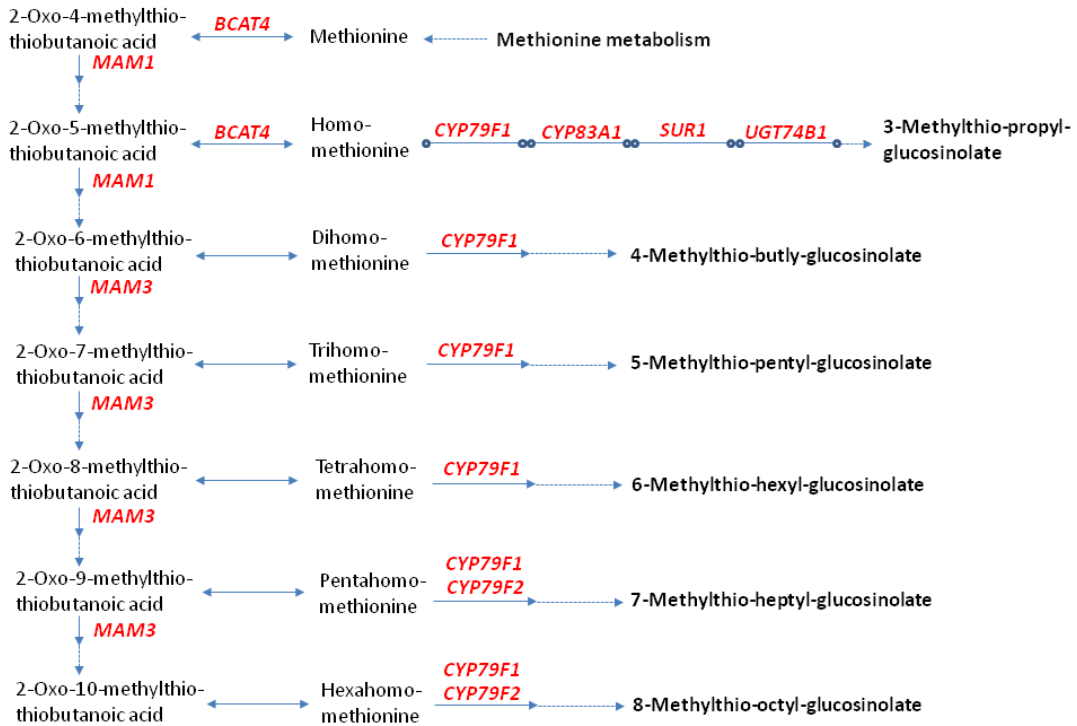 2-Oxo-4-methylthio-
thiobutanoic acid
BCAT4
Methionine
Methionine metabolism
MAM1
2-Oxo-5-methylthio-
thiobutanoic acid
BCAT4
Homo-
methionine
CYP79F1
CYP83A1
SUR1
UGT74B1
3-Methylthio-propyl-
glucosinolate
MAM1
2-Oxo-6-methylthio-
thiobutanoic acid
Dihomo-
methionine
CYP79F1
4-Methylthio-butly-glucosinolate
MAM3
2-Oxo-7-methylthio-
thiobutanoic acid
Trihomo-
methionine
CYP79F1
5-Methylthio-pentyl-glucosinolate
MAM3
2-Oxo-8-methylthio-
thiobutanoic acid
Tetrahomo-
methionine
CYP79F1
6-Methylthio-hexyl-glucosinolate
MAM3
2-Oxo-9-methylthio-
thiobutanoic acid
Pentahomo-
methionine
CYP79F1
CYP79F2
7-Methylthio-heptyl-glucosinolate
MAM3
2-Oxo-10-methylthio-
thiobutanoic acid
Hexahomo-
methionine
CYP79F1
CYP79F2
8-Methylthio-octyl-glucosinolate